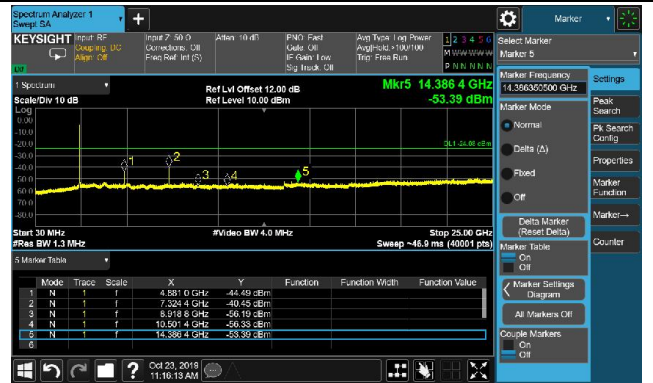 Spectrum Analyzer 1
Swept SA
Marker
KEYSIGHT
Input: RF
Coupling: DC
Align: Off
Input Z: 50 Ω
Corrections: Off
Freq Ref: Int (S)
Atten: 10 dB
PNO: Fast
Gate: Off
IF Gain: Low
Sig Track: Off
Avg Type: Log Power
Avg|Hold:>100/100
Trig: Free Run
1 2 3 4 5 6
M W W W W W
P N N N N N
Select Marker
Marker 5
1 Spectrum
Scale/Div 10 dB
Ref Lvl Offset 12.00 dB
Ref Level 10.00 dBm
Mkr5 14.386 4 GHz
-53.39 dBm
Marker Frequency
14.386350500 GHz
Settings
Log
0.00
-10.0
-20.0
-30.0
-40.0
-50.0
-60.0
-70.0
-80.0
DL1 -24.08 dBm
1
2
3
4
5
Marker Mode
Normal
Delta (Δ)
Fixed
Off
Peak Search
Pk Search Config
Properties
Marker Function
Marker→
Counter
Start 30 MHz
#Res BW 1.3 MHz
#Video BW 4.0 MHz
Stop 25.00 GHz
Sweep ~46.9 ms (40001 pts)
Delta Marker
(Reset Delta)
Marker Table
On
Off
Marker Settings
Diagram
All Markers Off
Couple Markers
On
Off
5 Marker Table
Mode Trace Scale X Y Function Function Width Function Value
1 N 1 f 4.881 0 GHz -44.49 dBm
2 N 1 f 7.324 4 GHz -40.45 dBm
3 N 1 f 8.918 8 GHz -56.19 dBm
4 N 1 f 10.501 4 GHz -56.33 dBm
5 N 1 f 14.386 4 GHz -53.39 dBm
6
Oct 23, 2018
11:16:13 AM